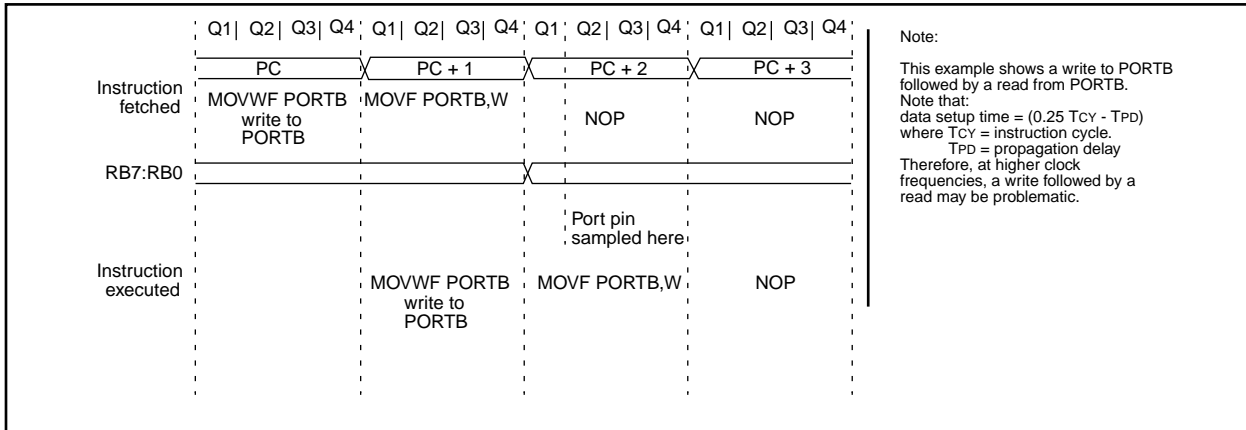 Q1| Q2| Q3| Q4 Q1| Q2| Q3| Q4 Q1 Q2| Q3| Q4 Q1| Q2| Q3| Q4
PC PC + 1 PC + 2 PC + 3
Instruction
fetched
MOVWF PORTB
write to
PORTB
MOVF PORTB,W
NOP
NOP
RB7:RB0
Port pin
sampled here
Instruction
executed
MOVWF PORTB
write to
PORTB
MOVF PORTB,W
NOP
Note:
This example shows a write to PORTB
followed by a read from PORTB.
Note that:
data setup time = (0.25 TCY - TPD)
where TCY = instruction cycle.
TPD = propagation delay
Therefore, at higher clock
frequencies, a write followed by a
read may be problematic.